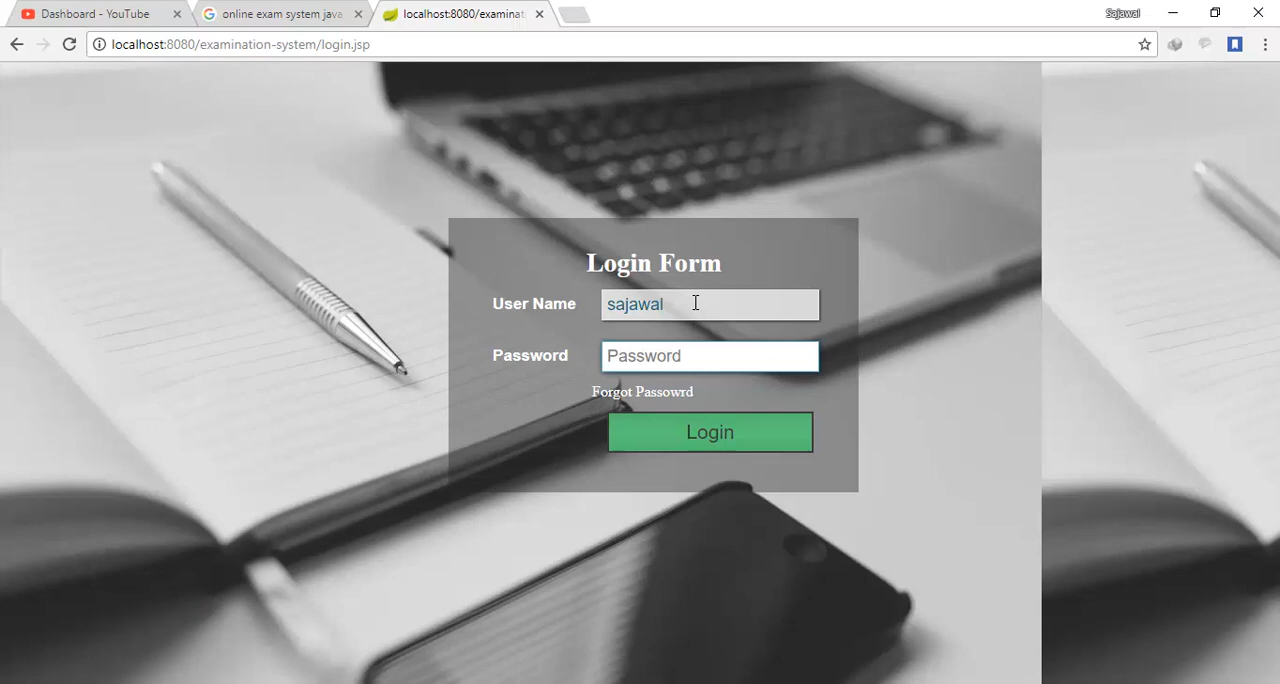 Dashboard - YouTube
online exam system java
localhost:8080/examinat
Sajawal
localhost:8080/examination-system/login.jsp
Login Form
User Name
sajawal
Password
Password
Forgot Passowrd
Login